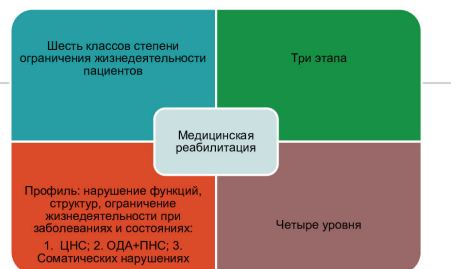 Шесть классов степени
ограничения жизнедеятельности
пациентов
Три этапа
Медицинская
реабилитация
Профиль: нарушение функций,
структур, ограничение
жизнедеятельности при
заболеваниях и состояниях:
1. ЦНС; 2. ОДА+ПНС; 3.
Соматических нарушениях
Четыре уровня